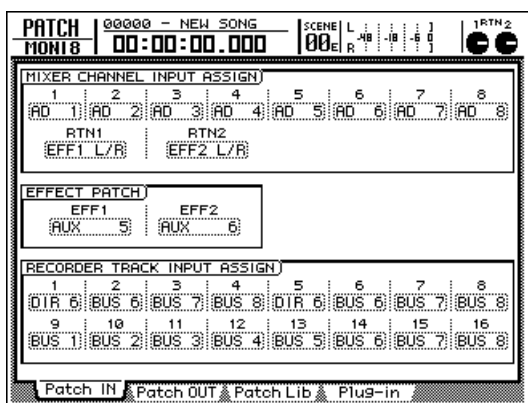 PATCH 00000 - NEW SONG SCENE L -48 -18 -6 0 1 RTN 2
MONI8 00:00:00.000 00E R
MIXER CHANNEL INPUT ASSIGN
1 2 3 4 5 6 7 8
AD 1 AD 2 AD 3 AD 4 AD 5 AD 6 AD 7 AD 8
RTN1 RTN2
EFF1 L/R EFF2 L/R
EFFECT PATCH
EFF1 EFF2
AUX 5 AUX 6
RECORDER TRACK INPUT ASSIGN
1 2 3 4 5 6 7 8
DIR 6 BUS 6 BUS 7 BUS 8 DIR 6 BUS 6 BUS 7 BUS 8
9 10 11 12 13 14 15 16
BUS 1 BUS 2 BUS 3 BUS 4 BUS 5 BUS 6 BUS 7 BUS 8
Patch IN Patch OUT Patch Lib Plug-in